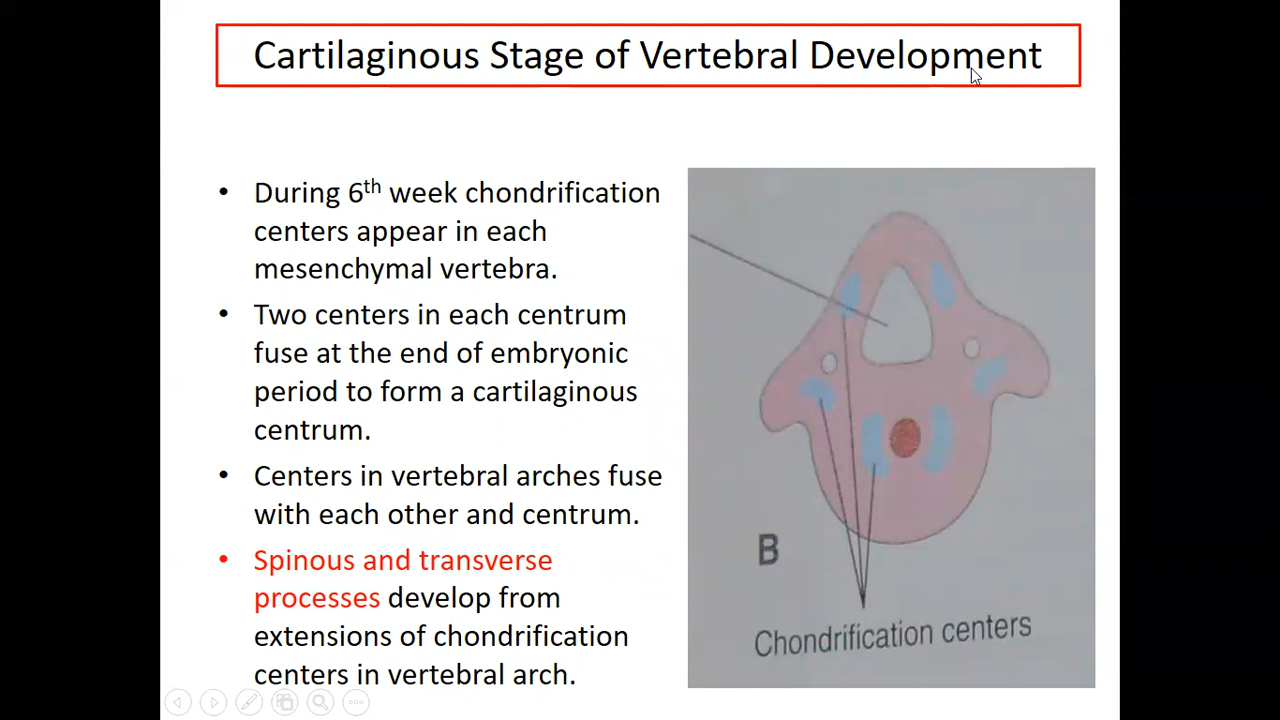 Cartilaginous Stage of Vertebral Development
• During 6th week chondrification
centers appear in each
mesenchymal vertebra.
• Two centers in each centrum
fuse at the end of embryonic
period to form a cartilaginous
centrum.
• Centers in vertebral arches fuse
with each other and centrum.
• Spinous and transverse
processes develop from
extensions of chondrification
centers in vertebral arch.
B
Chondrification centers